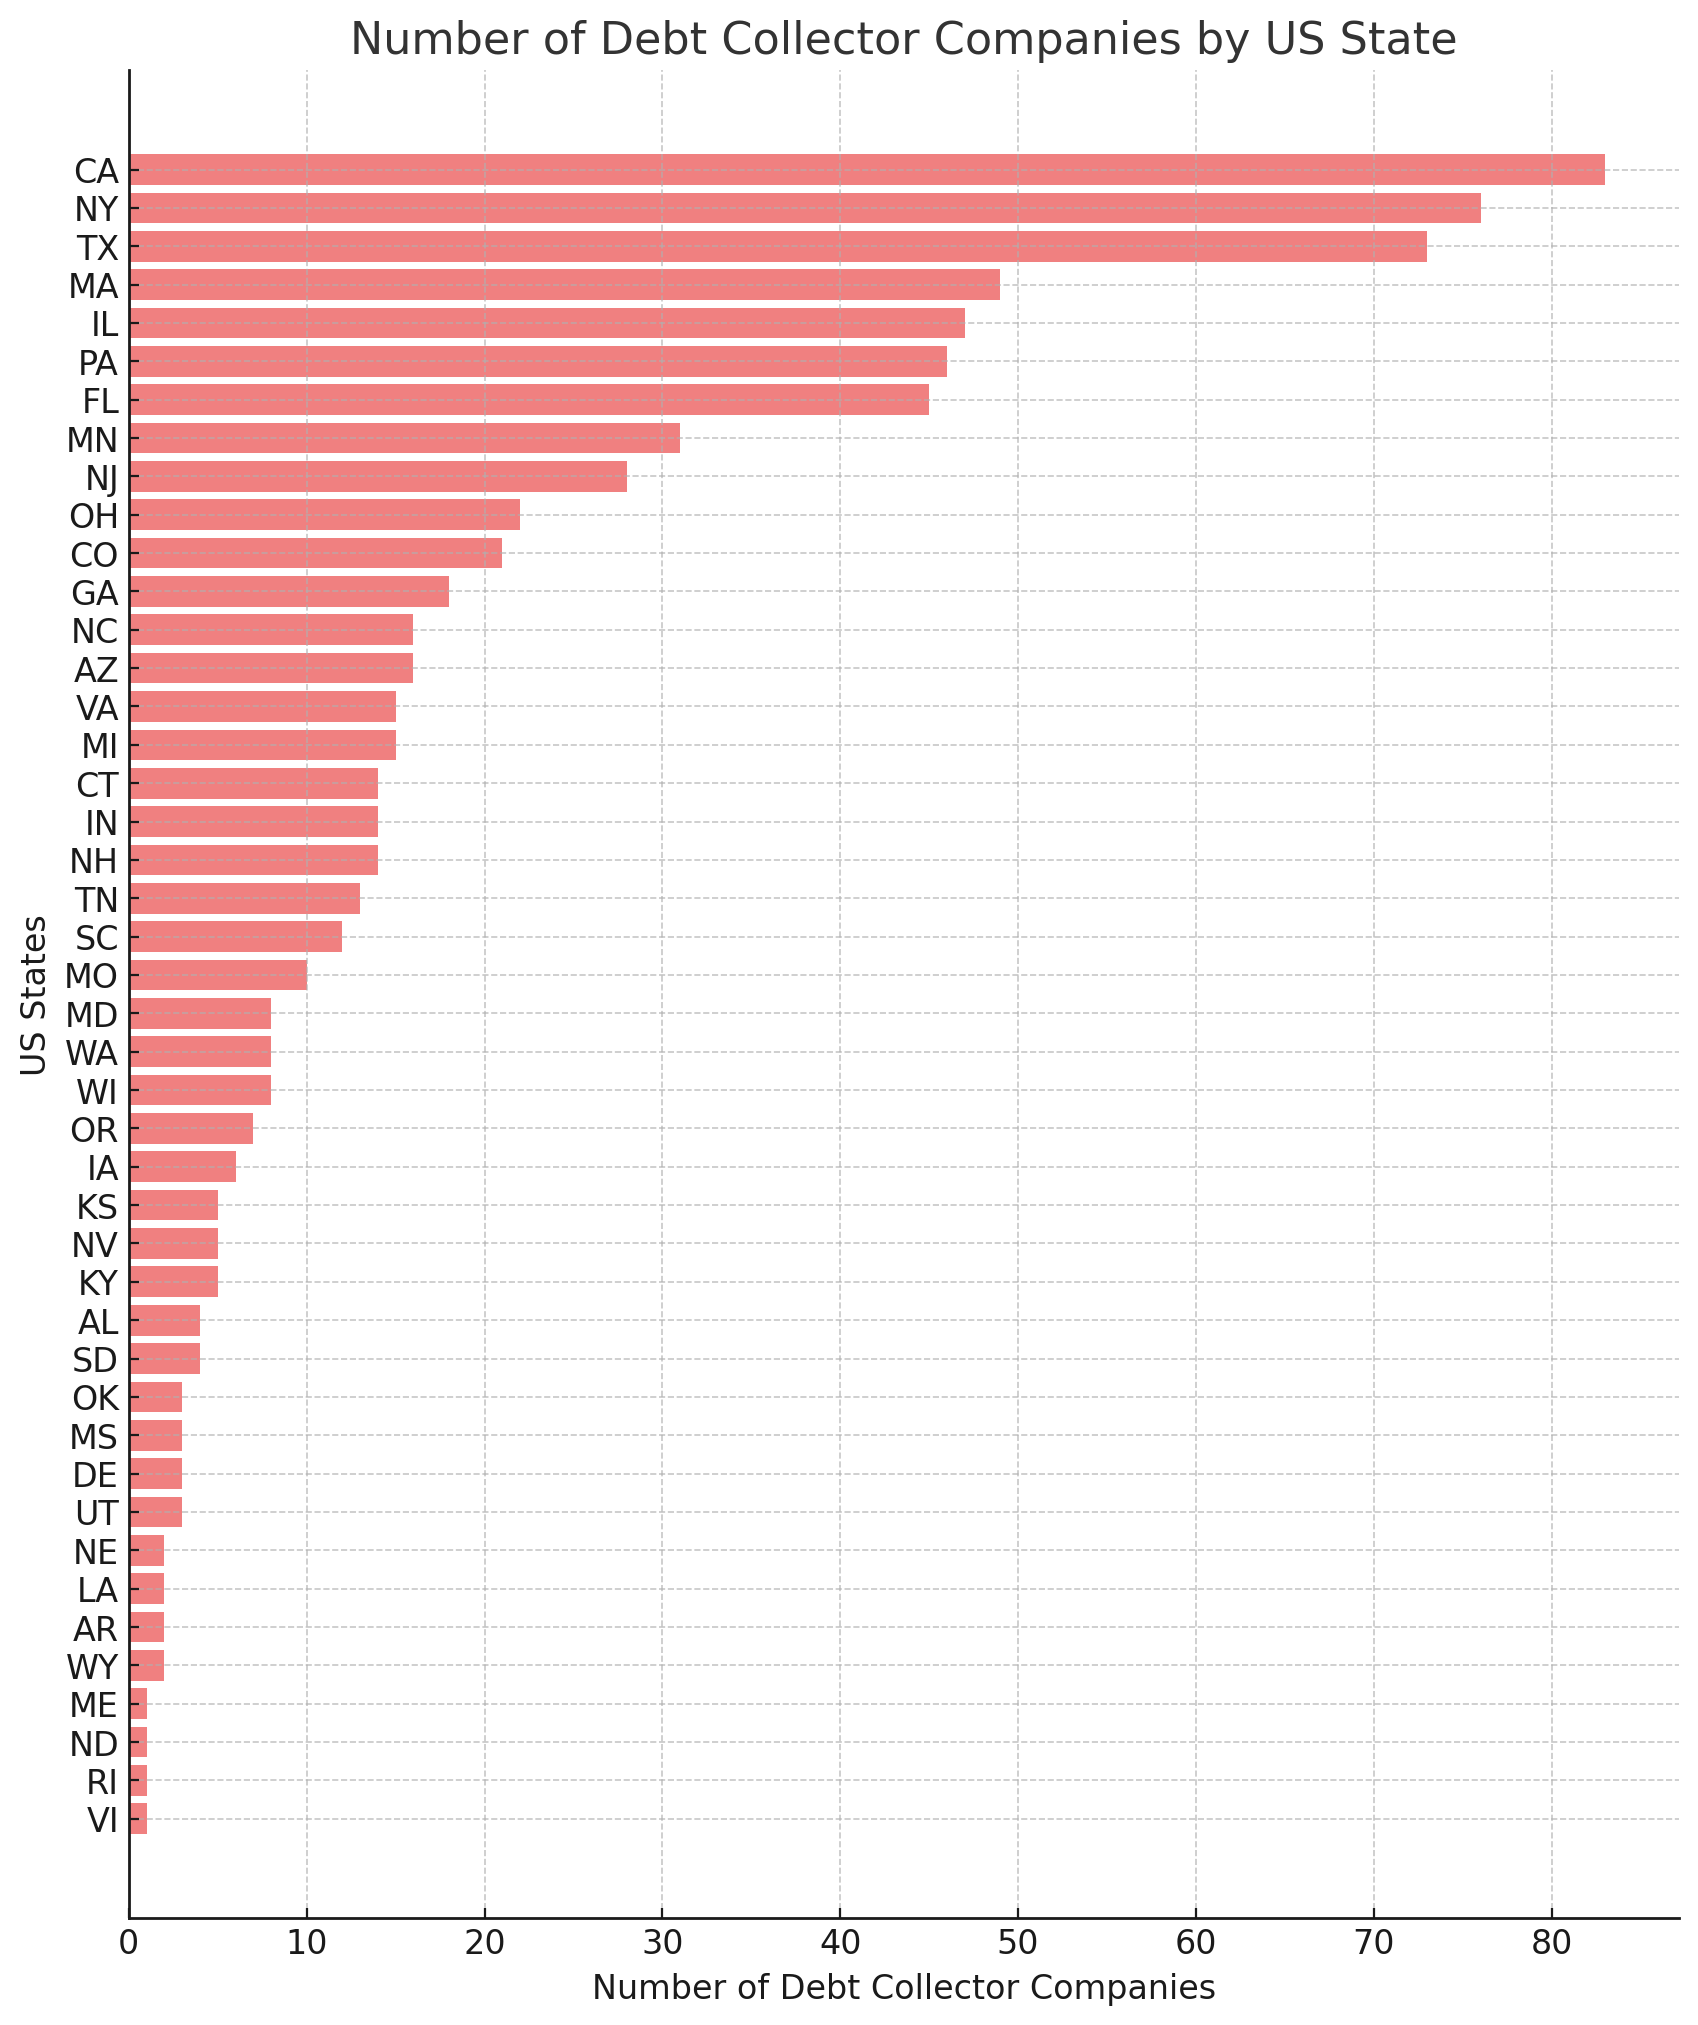 Number of Debt Collector Companies by US State
US States
CA
NY
TX
MA
IL
PA
FL
MN
NJ
OH
CO
GA
NC
AZ
VA
MI
CT
IN
NH
TN
SC
MO
MD
WA
WI
OR
IA
KS
NV
KY
AL
SD
OK
MS
DE
UT
NE
LA
AR
WY
ME
ND
RI
VI
0 10 20 30 40 50 60 70 80
Number of Debt Collector Companies